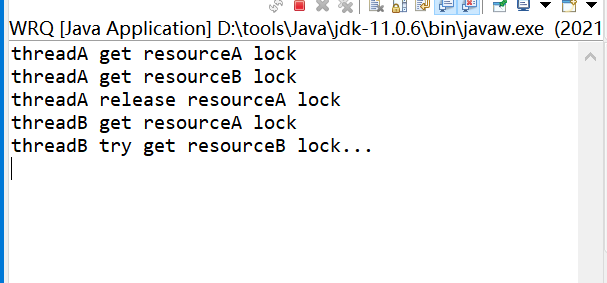 WRQ [Java Application] D:\tools\Java\jdk-11.0.6\bin\javaw.exe (2021
threadA get resourceA lock
threadA get resourceB lock
threadA release resourceA lock
threadB get resourceA lock
threadB try get resourceB lock...